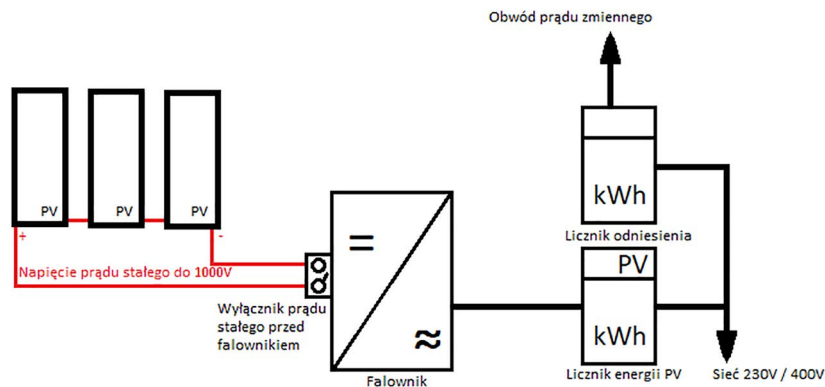 Obwód prądu zmiennego
PV
PV
PV
+
-
Napięcie prądu stałego do 1000V
Wyłącznik prądu
stałego przed
falownikiem
=
≈
Falownik
kWh
Licznik odniesienia
PV
kWh
Licznik energii PV
Sieć 230V / 400V